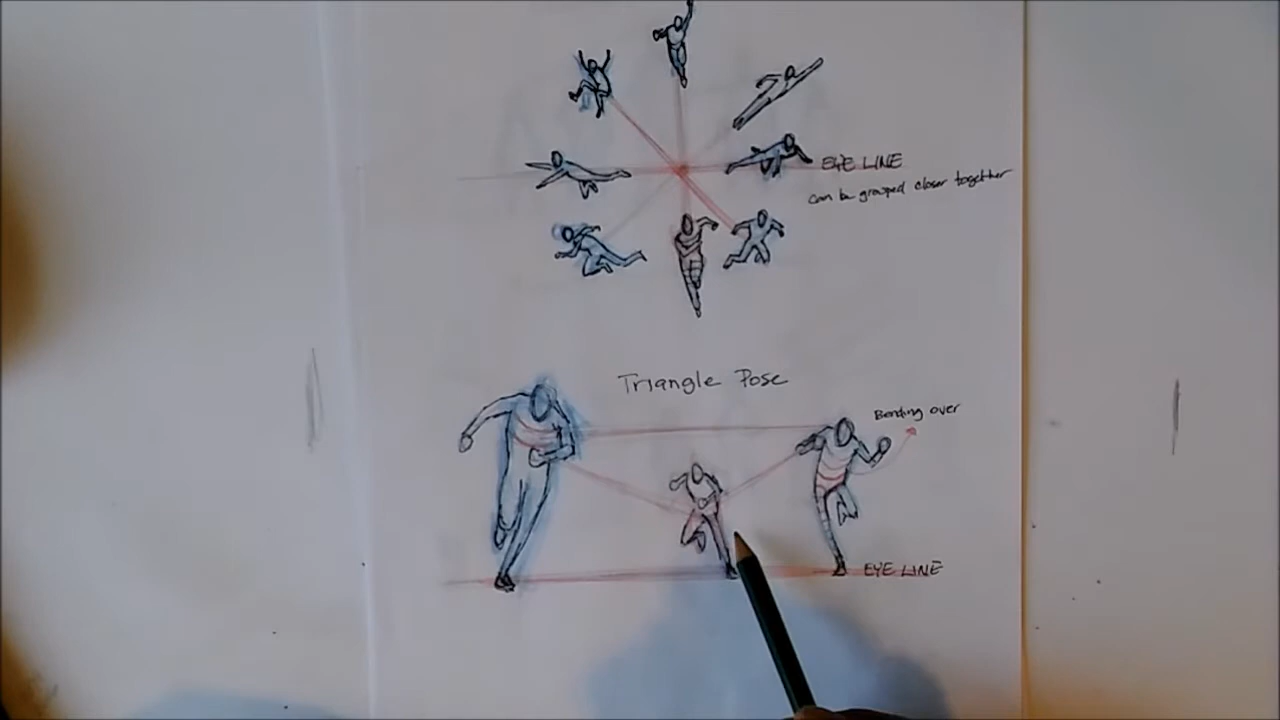 EYE LINE
can be grouped closer together
Triangle Pose
Bending over
EYE LINE